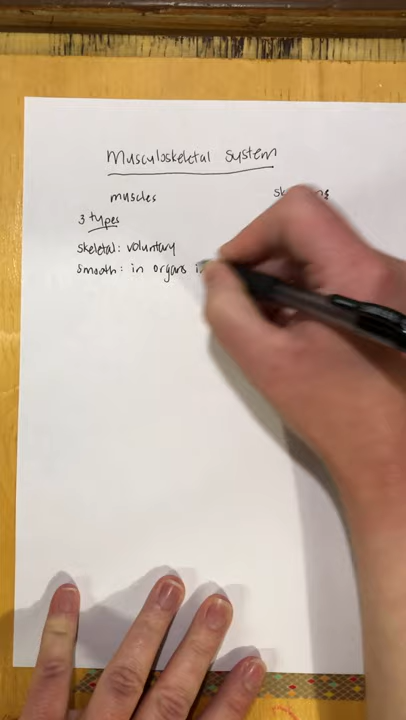 Musculoskeletal System
muscles
3 types
skeletal: voluntary
smooth: in organs